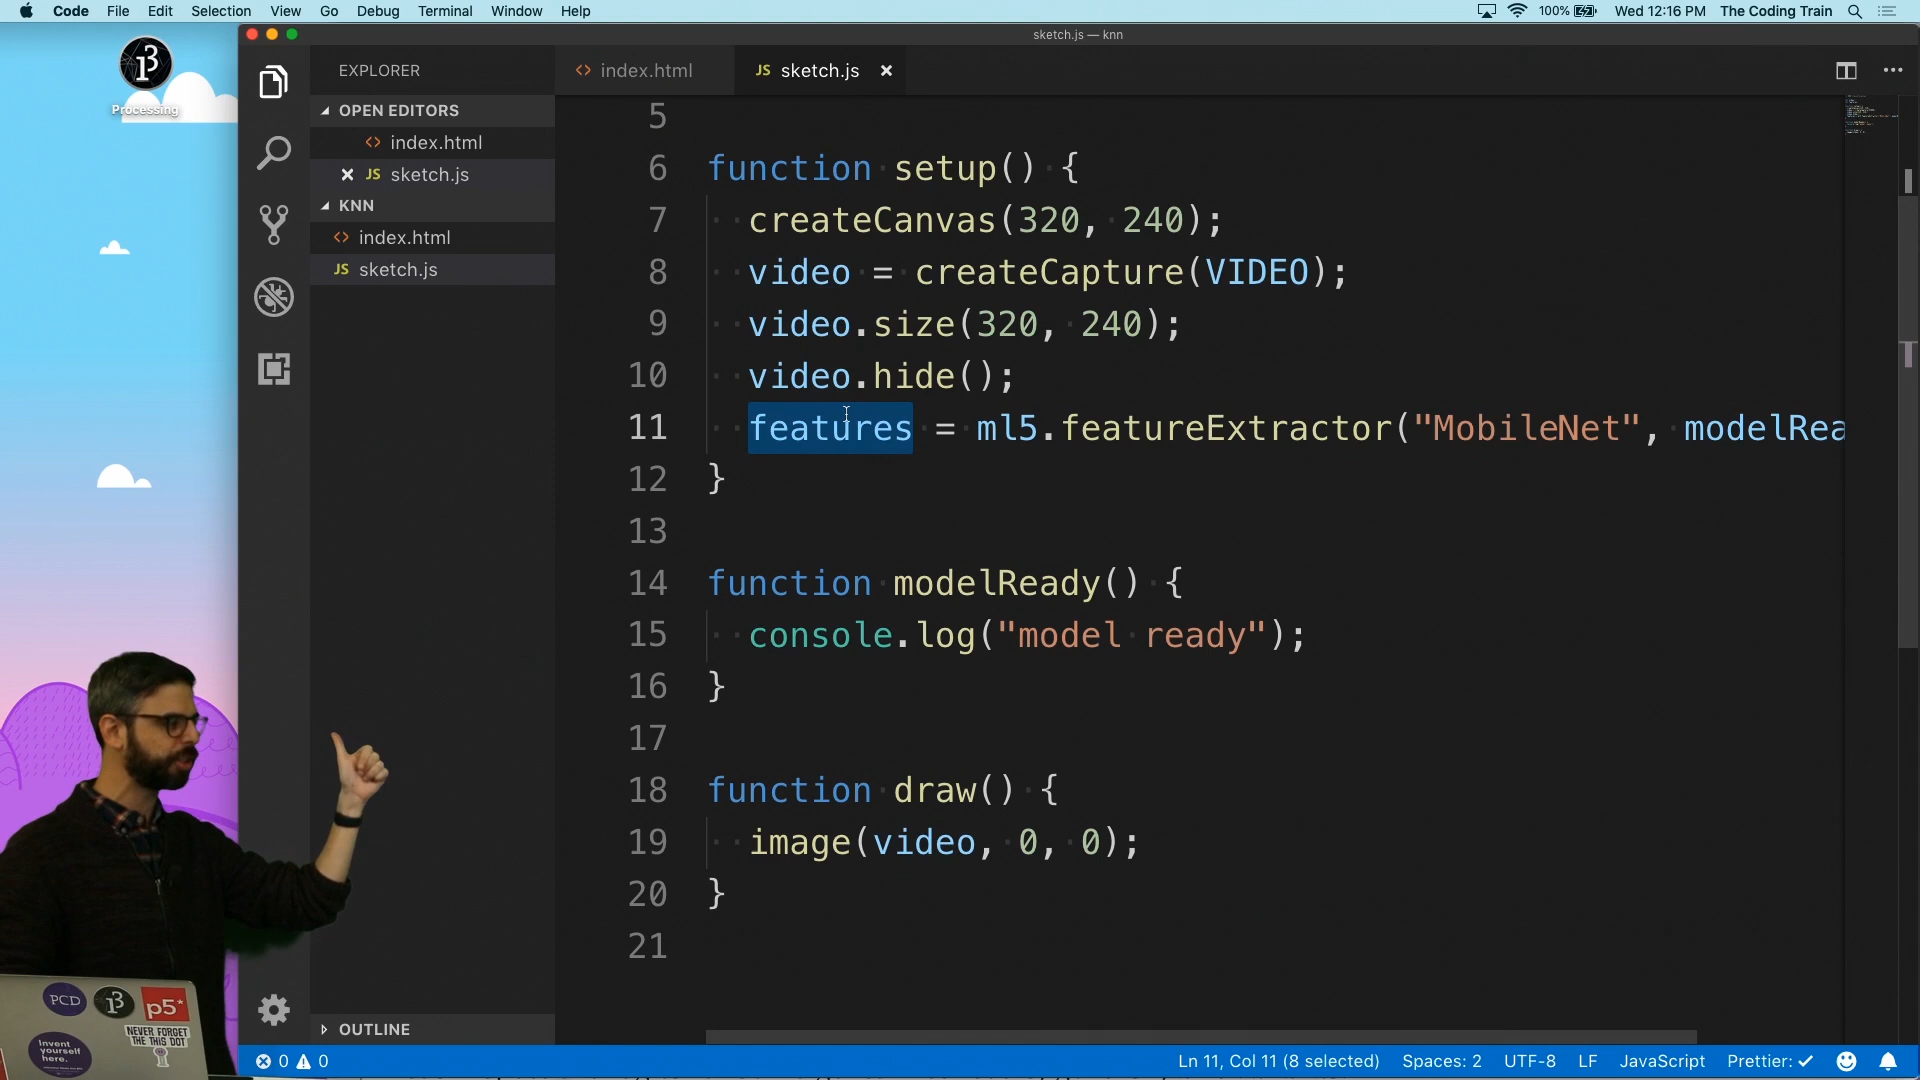 Code File Edit Selection View Go Debug Terminal Window Help 100% Wed 12:16 PM The Coding Train
sketch.js — knn
Processing
EXPLORER
OPEN EDITORS
index.html
JS sketch.js
KNN
index.html
JS sketch.js
OUTLINE
index.html JS sketch.js
5
6 function setup() {
7 createCanvas(320, 240);
8 video = createCapture(VIDEO);
9 video.size(320, 240);
10 video.hide();
11 features = ml5.featureExtractor("MobileNet", modelRea
12 }
13
14 function modelReady() {
15 console.log("model ready");
16 }
17
18 function draw() {
19 image(video, 0, 0);
20 }
21
PCD
p5*
NEVER FORGET
THE THIS DOT
Invent
yourself
here.
0 0 Ln 11, Col 11 (8 selected) Spaces: 2 UTF-8 LF JavaScript Prettier: ✓